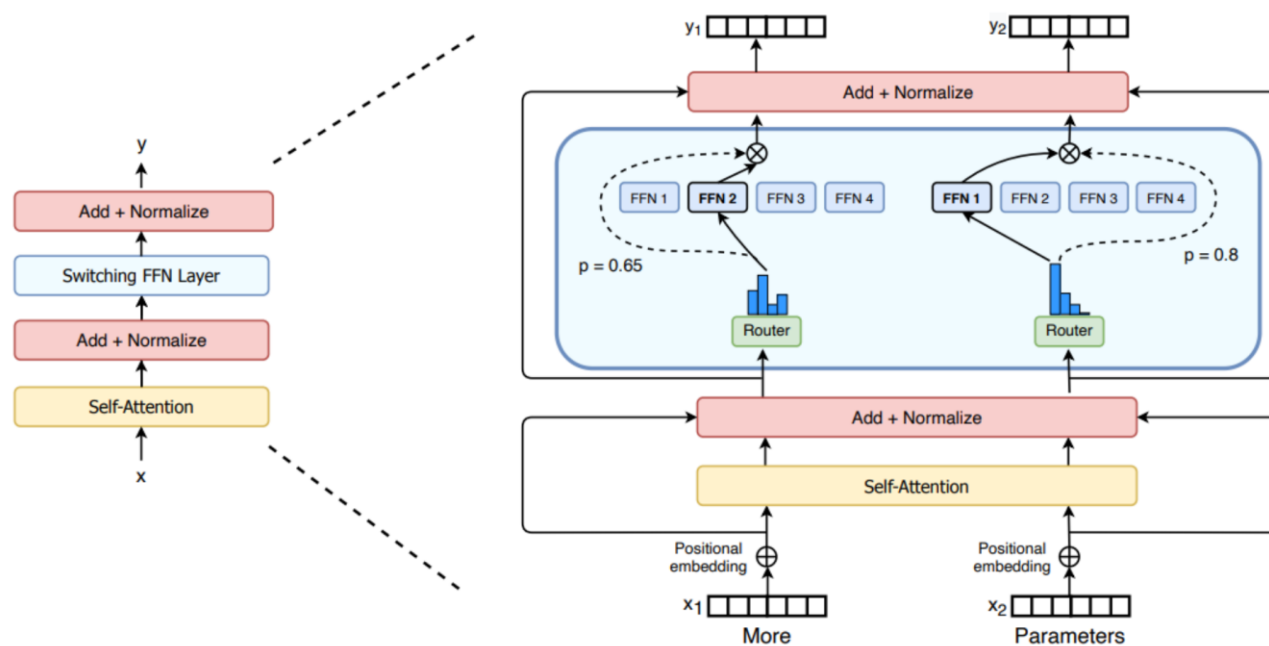 y
Add + Normalize
Switching FFN Layer
Add + Normalize
Self-Attention
x
y1
y2
Add + Normalize
FFN 1
FFN 2
FFN 3
FFN 4
FFN 1
FFN 2
FFN 3
FFN 4
p = 0.65
p = 0.8
Router
Router
Add + Normalize
Self-Attention
Positional
embedding
Positional
embedding
x1
x2
More
Parameters